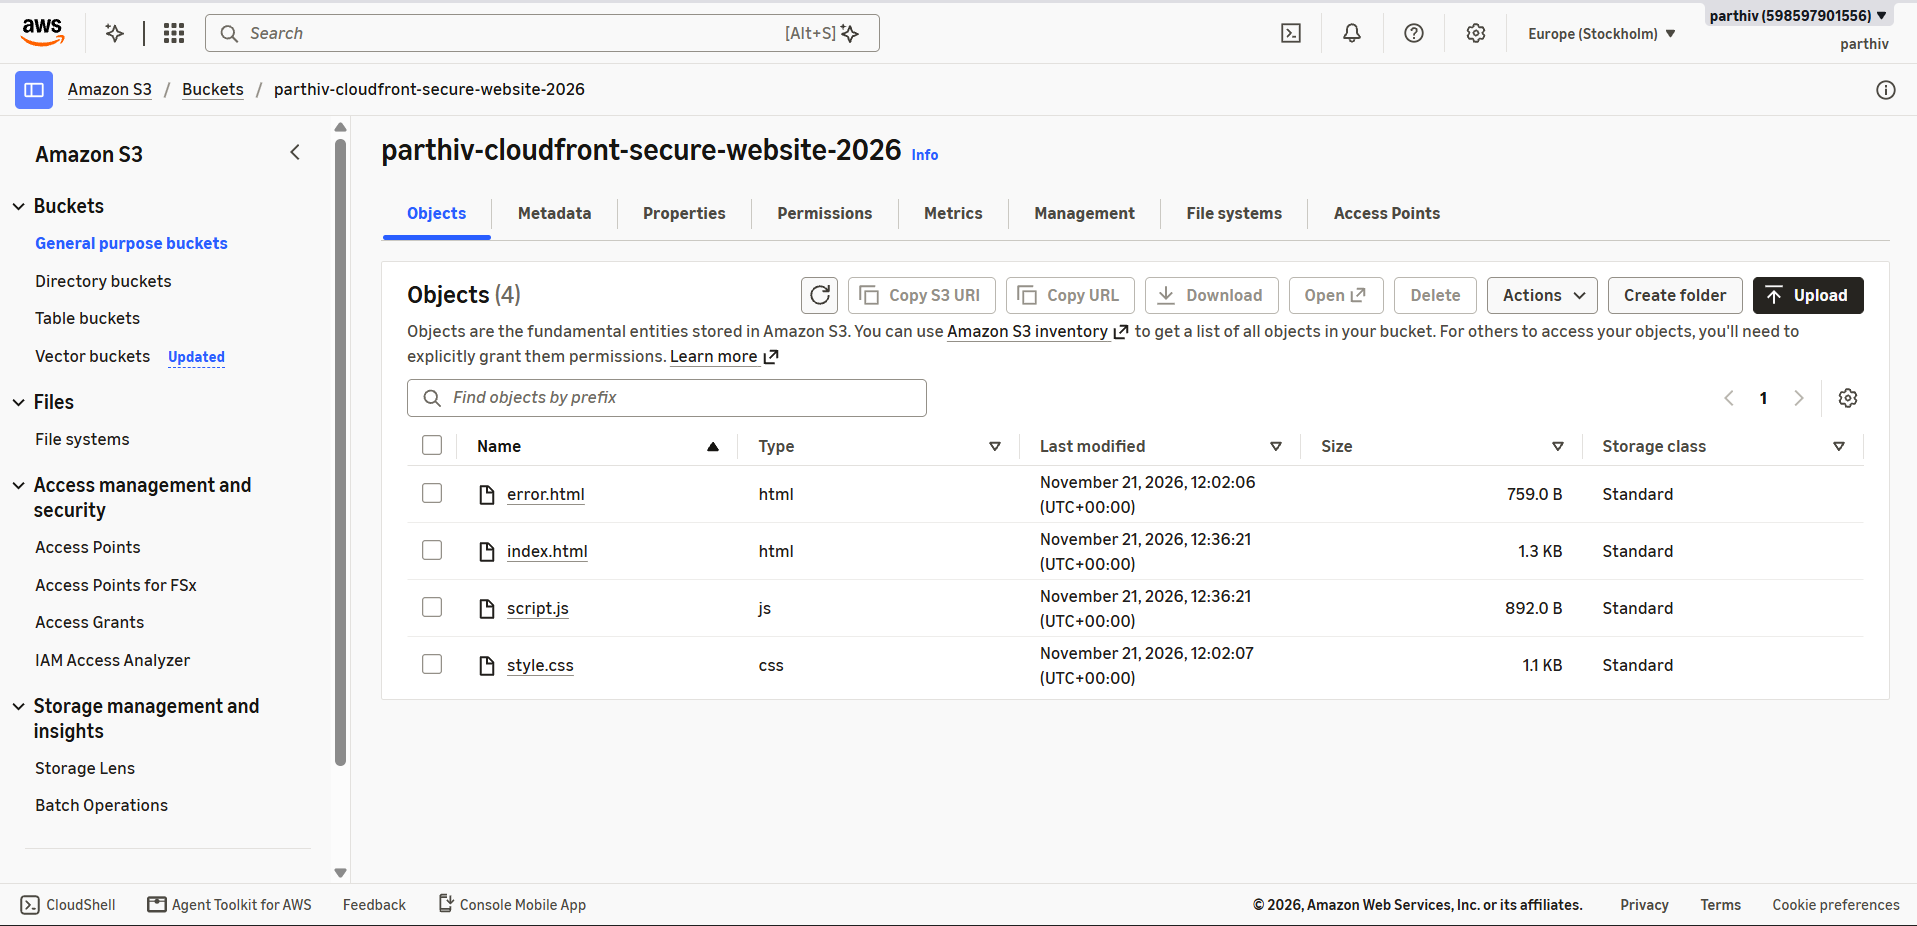 aws
Search [Alt+S]
Europe (Stockholm)
parthiv (598597901556)
parthiv
Amazon S3 / Buckets / parthiv-cloudfront-secure-website-2026
Amazon S3
Buckets
General purpose buckets
Directory buckets
Table buckets
Vector buckets Updated
Files
File systems
Access management and
security
Access Points
Access Points for FSx
Access Grants
IAM Access Analyzer
Storage management and
insights
Storage Lens
Batch Operations
parthiv-cloudfront-secure-website-2026 Info
Objects Metadata Properties Permissions Metrics Management File systems Access Points
Objects (4)
Copy S3 URI Copy URL Download Open Delete Actions Create folder Upload
Objects are the fundamental entities stored in Amazon S3. You can use Amazon S3 inventory to get a list of all objects in your bucket. For others to access your objects, you'll need to
explicitly grant them permissions. Learn more
Find objects by prefix
1
Name Type Last modified Size Storage class
error.html html November 21, 2026, 12:02:06 (UTC+00:00) 759.0 B Standard
index.html html November 21, 2026, 12:36:21 (UTC+00:00) 1.3 KB Standard
script.js js November 21, 2026, 12:36:21 (UTC+00:00) 892.0 B Standard
style.css css November 21, 2026, 12:02:07 (UTC+00:00) 1.1 KB Standard
CloudShell Agent Toolkit for AWS Feedback Console Mobile App © 2026, Amazon Web Services, Inc. or its affiliates. Privacy Terms Cookie preferences